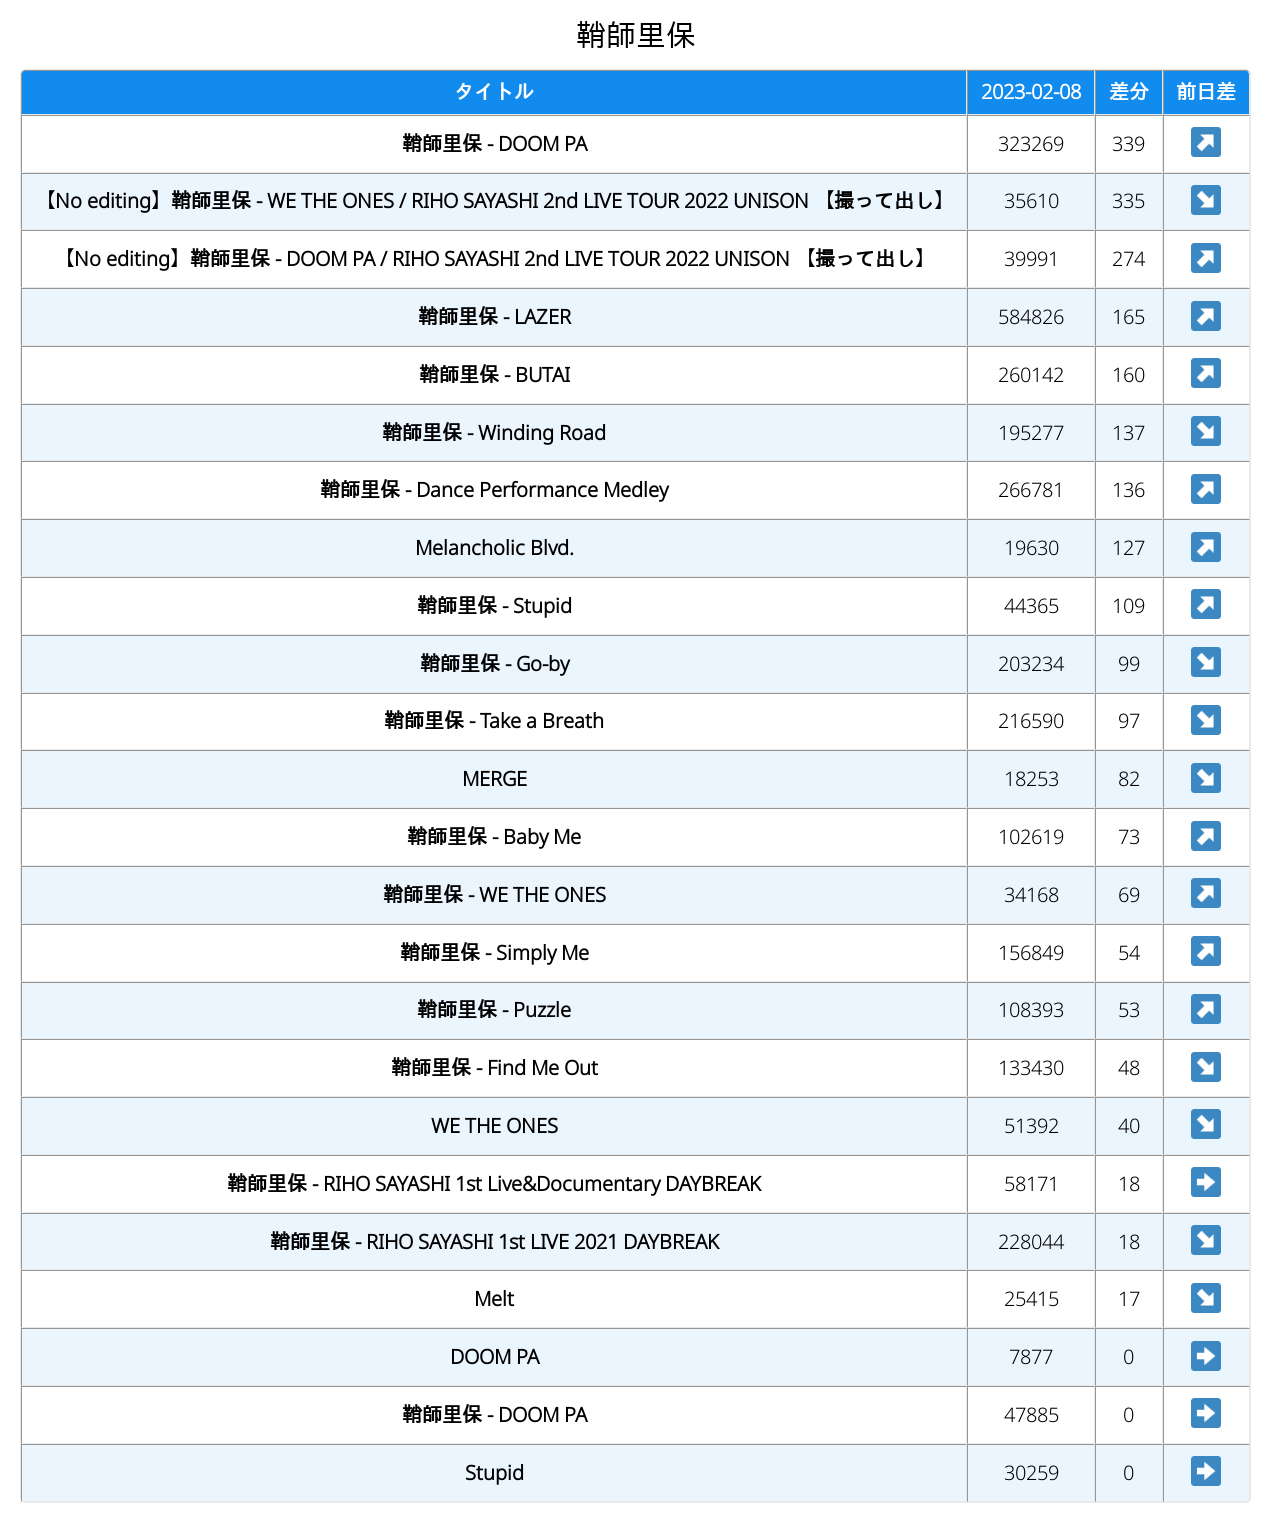 鞘師里保
タイトル 2023-02-08 差分 前日差
鞘師里保 - DOOM PA 323269 339 ↗
【No editing】鞘師里保 - WE THE ONES / RIHO SAYASHI 2nd LIVE TOUR 2022 UNISON 【撮って出し】 35610 335 ↘
【No editing】鞘師里保 - DOOM PA / RIHO SAYASHI 2nd LIVE TOUR 2022 UNISON 【撮って出し】 39991 274 ↗
鞘師里保 - LAZER 584826 165 ↗
鞘師里保 - BUTAI 260142 160 ↗
鞘師里保 - Winding Road 195277 137 ↘
鞘師里保 - Dance Performance Medley 266781 136 ↗
Melancholic Blvd. 19630 127 ↗
鞘師里保 - Stupid 44365 109 ↗
鞘師里保 - Go-by 203234 99 ↘
鞘師里保 - Take a Breath 216590 97 ↘
MERGE 18253 82 ↘
鞘師里保 - Baby Me 102619 73 ↗
鞘師里保 - WE THE ONES 34168 69 ↗
鞘師里保 - Simply Me 156849 54 ↗
鞘師里保 - Puzzle 108393 53 ↗
鞘師里保 - Find Me Out 133430 48 ↘
WE THE ONES 51392 40 ↘
鞘師里保 - RIHO SAYASHI 1st Live&Documentary DAYBREAK 58171 18 ➡
鞘師里保 - RIHO SAYASHI 1st LIVE 2021 DAYBREAK 228044 18 ↘
Melt 25415 17 ↘
DOOM PA 7877 0 ➡
鞘師里保 - DOOM PA 47885 0 ➡
Stupid 30259 0 ➡